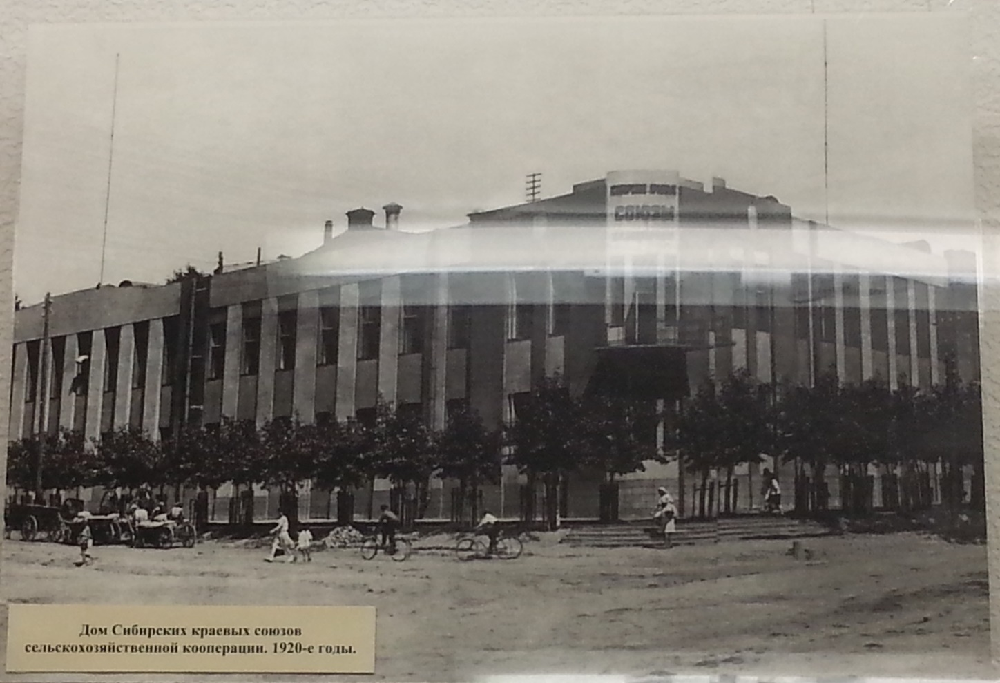 СОЮЗЫ
Дом Сибирских краевых союзов
сельскохозяйственной кооперации. 1920-е годы.